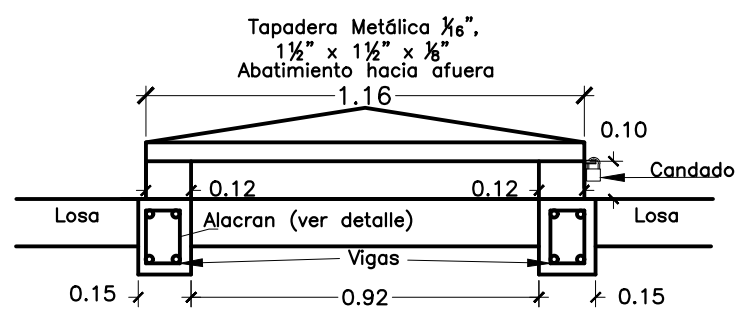 Tapadera Metálica 1/16",
1½" x 1½" x ⅛"
Abatimiento hacia afuera
1.16
0.10
Candado
0.12
0.12
Losa
Alacran (ver detalle)
Losa
Vigas
0.15
0.92
0.15